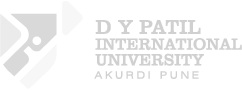 D Y PATIL
INTERNATIONAL
UNIVERSITY
AKURDI PUNE